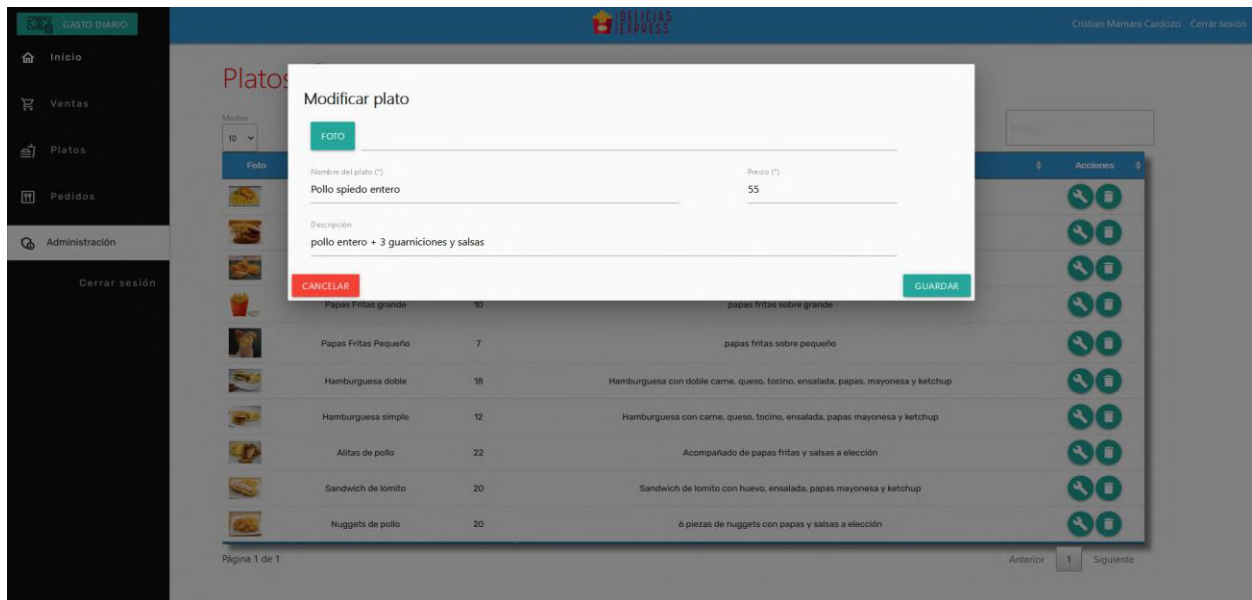 GASTO DIARIO
DELICIAS
EXPRESS
Cristian Mamani Cardozo Cerrar sesión
Inicio
Ventas
Platos
Pedidos
Administración
Cerrar sesión
Platos
Mostrar
10
Modificar plato
FOTO
Nombre del plato (*) Precio (*)
Pollo spiedo entero 55
Descripción
pollo entero + 3 guarniciones y salsas
CANCELAR GUARDAR
Foto Acciones
Papas Fritas grande 10 papas fritas sobre grande
Papas Fritas Pequeño 7 papas fritas sobre pequeño
Hamburguesa doble 18 Hamburguesa con doble carne, queso, tocino, ensalada, papas, mayonesa y ketchup
Hamburguesa simple 12 Hamburguesa con carne, queso, tocino, ensalada, papas mayonesa y ketchup
Alitas de pollo 22 Acompañado de papas fritas y salsas a elección
Sandwich de lomito 20 Sandwich de lomito con huevo, ensalada, papas mayonesa y ketchup
Nuggets de pollo 20 6 piezas de nuggets con papas y salsas a elección
Página 1 de 1 Anterior 1 Siguiente